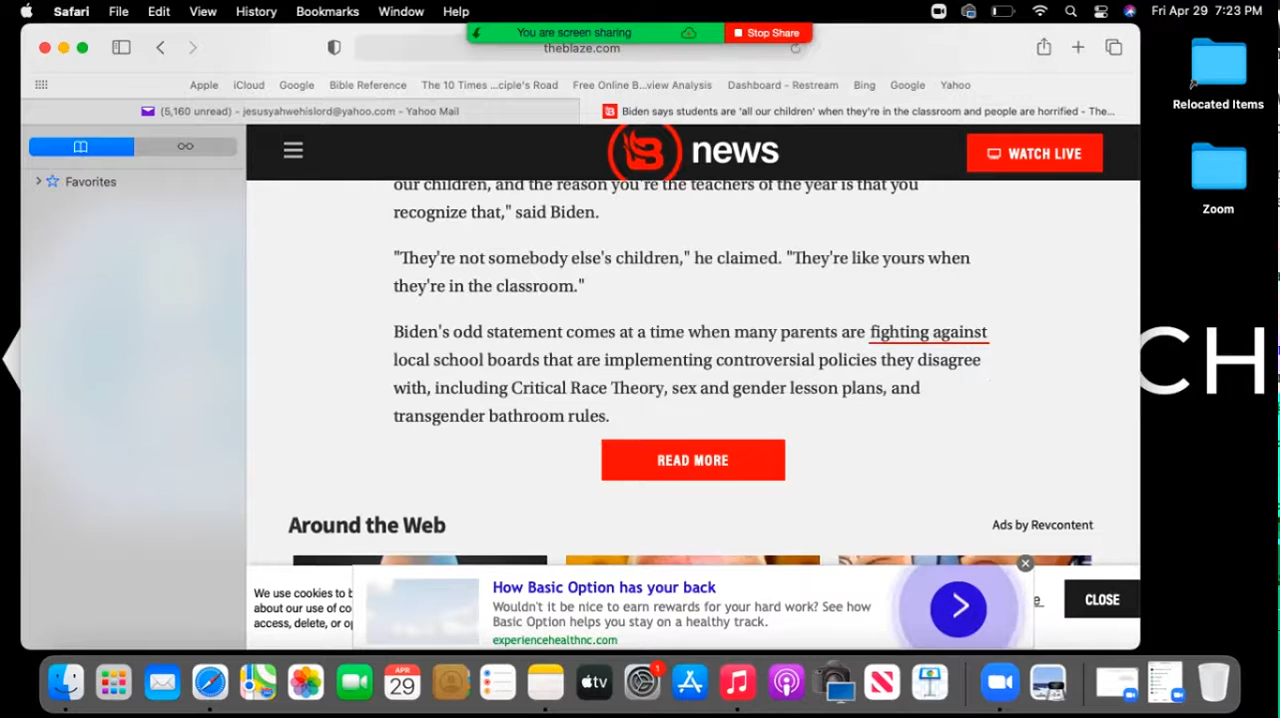 Safari File Edit View History Bookmarks Window Help Fri Apr 29 7:23 PM
You are screen sharing Stop Share
theblaze.com
Apple iCloud Google Bible Reference The 10 Times ...ciple's Road Free Online B...view Analysis Dashboard - Restream Bing Google Yahoo
(5,160 unread) - jesusyahwehislord@yahoo.com - Yahoo Mail
Biden says students are 'all our children' when they're in the classroom and people are horrified - The...
Relocated Items
Zoom
Favorites
B news
WATCH LIVE
our children, and the reason you're the teachers of the year is that you
recognize that," said Biden.
"They're not somebody else's children," he claimed. "They're like yours when
they're in the classroom."
Biden's odd statement comes at a time when many parents are fighting against
local school boards that are implementing controversial policies they disagree
with, including Critical Race Theory, sex and gender lesson plans, and
transgender bathroom rules.
CH
READ MORE
Around the Web
Ads by Revcontent
We use cookies to b
about our use of co
access, delete, or op
How Basic Option has your back
Wouldn't it be nice to earn rewards for your hard work? See how
Basic Option helps you stay on a healthy track.
experiencehealthnc.com
CLOSE
APR
29
tv
1